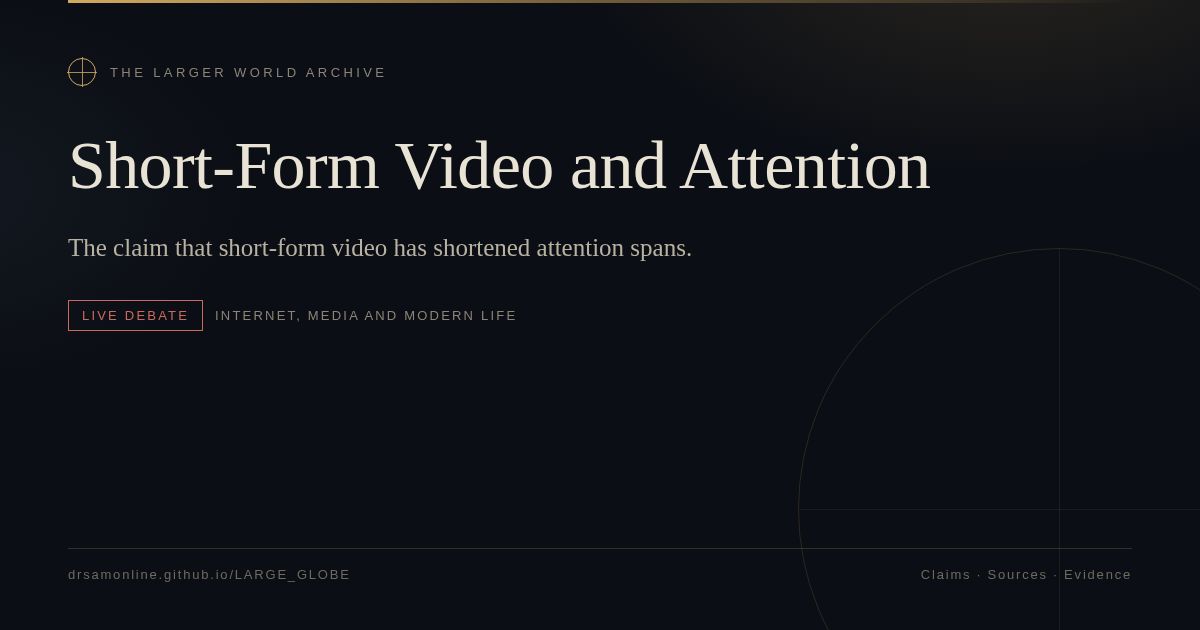 THE LARGER WORLD ARCHIVE
Short-Form Video and Attention
The claim that short-form video has shortened attention spans.
LIVE DEBATE INTERNET, MEDIA AND MODERN LIFE
drsamonline.github.io/LARGE_GLOBE Claims · Sources · Evidence